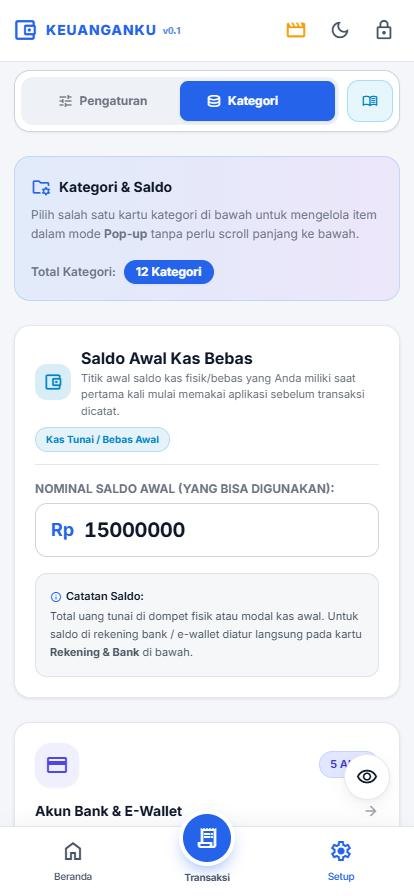 KEUANGANKU v0.1
Pengaturan
Kategori
Kategori & Saldo
Pilih salah satu kartu kategori di bawah untuk mengelola item
dalam mode Pop-up tanpa perlu scroll panjang ke bawah.
Total Kategori: 12 Kategori
Saldo Awal Kas Bebas
Titik awal saldo kas fisik/bebas yang Anda miliki saat
pertama kali mulai memakai aplikasi sebelum transaksi
dicatat.
Kas Tunai / Bebas Awal
NOMINAL SALDO AWAL (YANG BISA DIGUNAKAN):
Rp 15000000
Catatan Saldo:
Total uang tunai di dompet fisik atau modal kas awal. Untuk
saldo di rekening bank / e-wallet diatur langsung pada kartu
Rekening & Bank di bawah.
5
Akun Bank & E-Wallet
Beranda
Transaksi
Setup